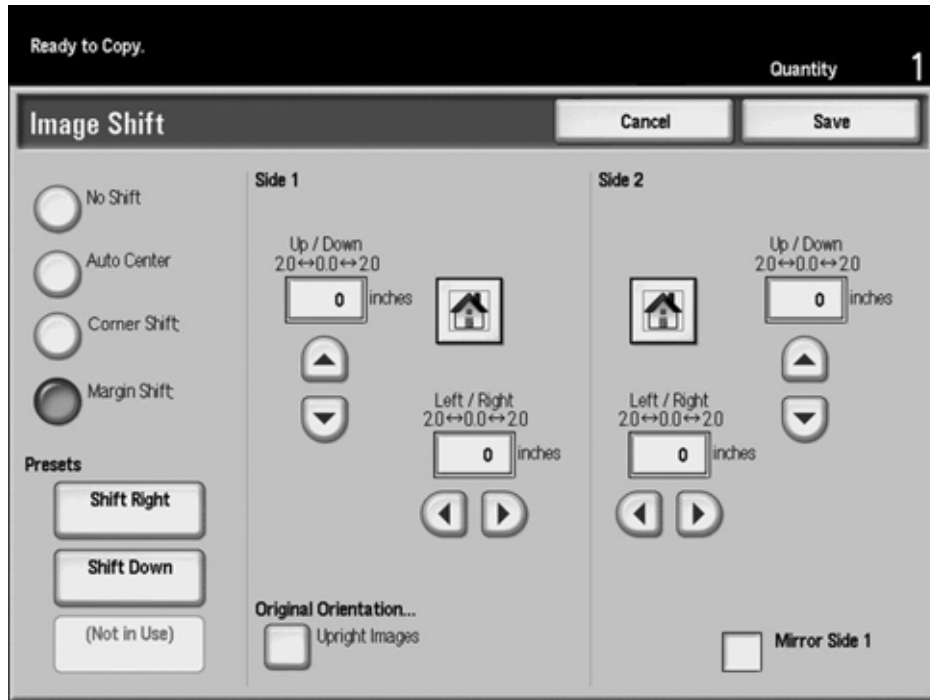 Ready to Copy.
Quantity 1
Image Shift
Cancel
Save
No Shift
Auto Center
Corner Shift
Margin Shift
Presets
Shift Right
Shift Down
(Not in Use)
Side 1
Up / Down
2.0↔0.0↔2.0
0 inches
Left / Right
2.0↔0.0↔2.0
0 inches
Original Orientation...
Upright Images
Side 2
Up / Down
2.0↔0.0↔2.0
0 inches
Left / Right
2.0↔0.0↔2.0
0 inches
Mirror Side 1